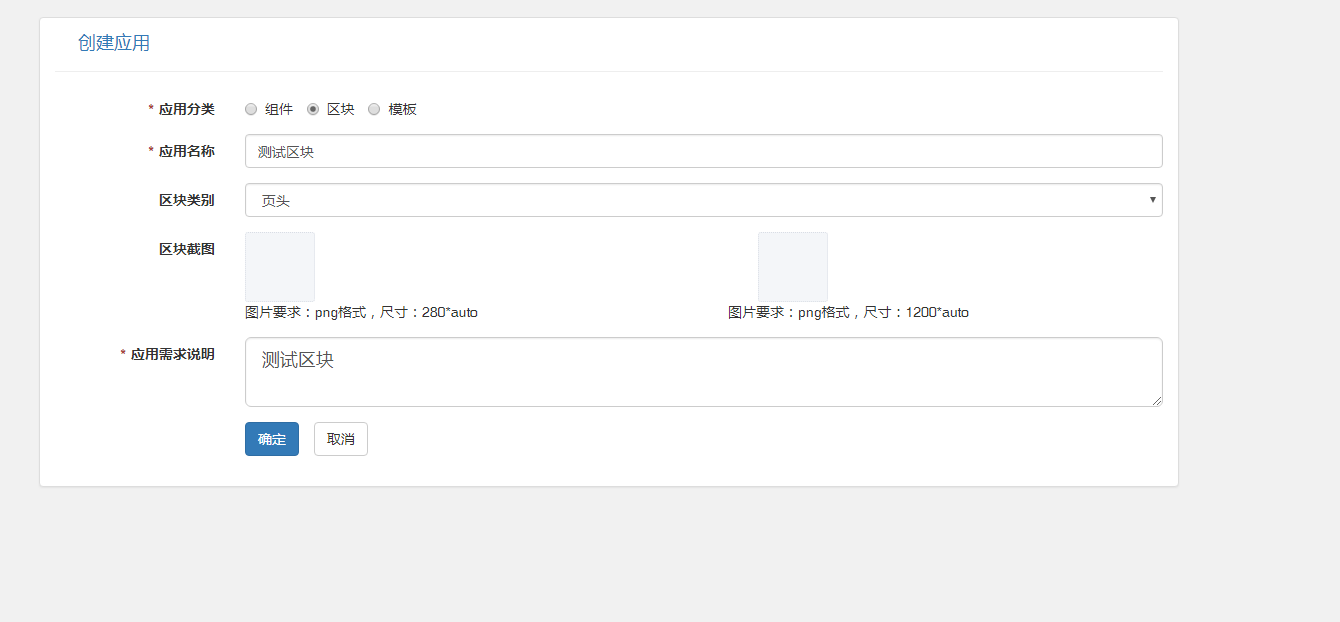 创建应用
* 应用分类 组件 区块 模板
* 应用名称 测试区块
区块类别 页头
区块截图
图片要求：png格式，尺寸：280*auto 图片要求：png格式，尺寸：1200*auto
* 应用需求说明 测试区块
确定 取消